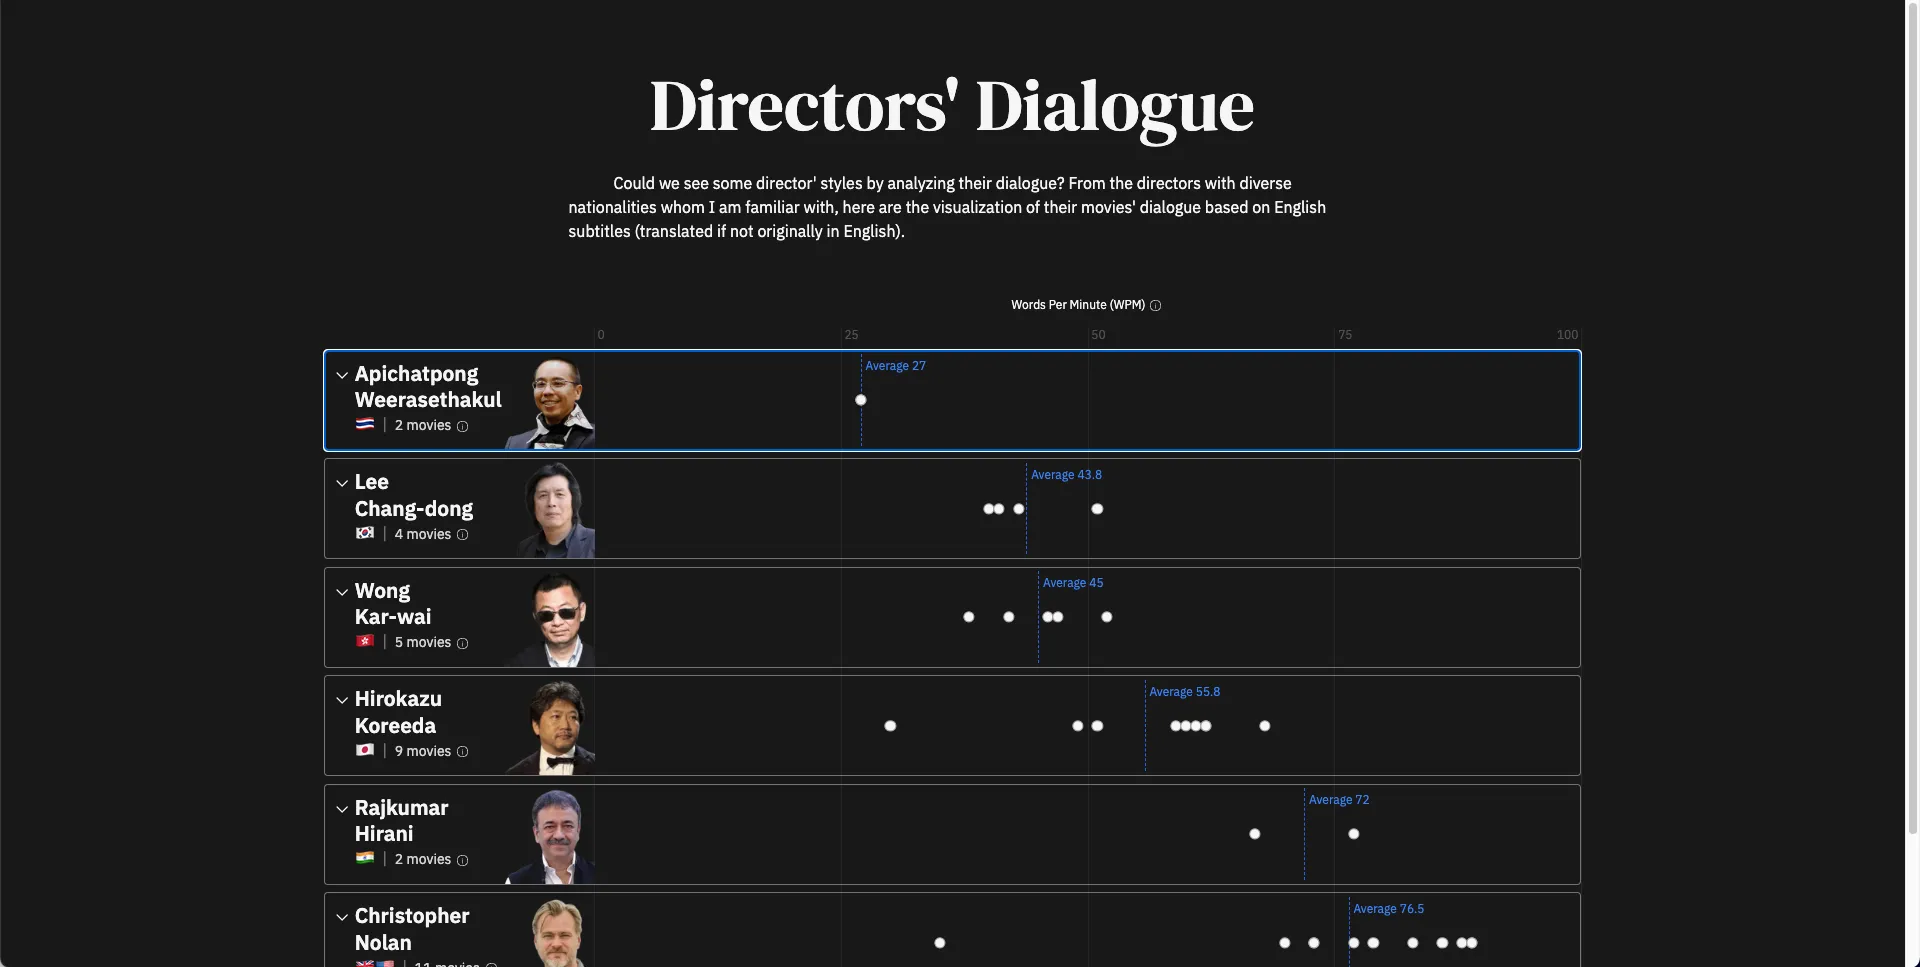 Directors' Dialogue
Could we see some director' styles by analyzing their dialogue? From the directors with diverse
nationalities whom I am familiar with, here are the visualization of their movies' dialogue based on English
subtitles (translated if not originally in English).
Words Per Minute (WPM)
0 25 50 75 100
Apichatpong
Weerasethakul
2 movies
Average 27
Lee
Chang-dong
4 movies
Average 43.8
Wong
Kar-wai
5 movies
Average 45
Hirokazu
Koreeda
9 movies
Average 55.8
Rajkumar
Hirani
2 movies
Average 72
Christopher
Nolan
11 movies
Average 76.5